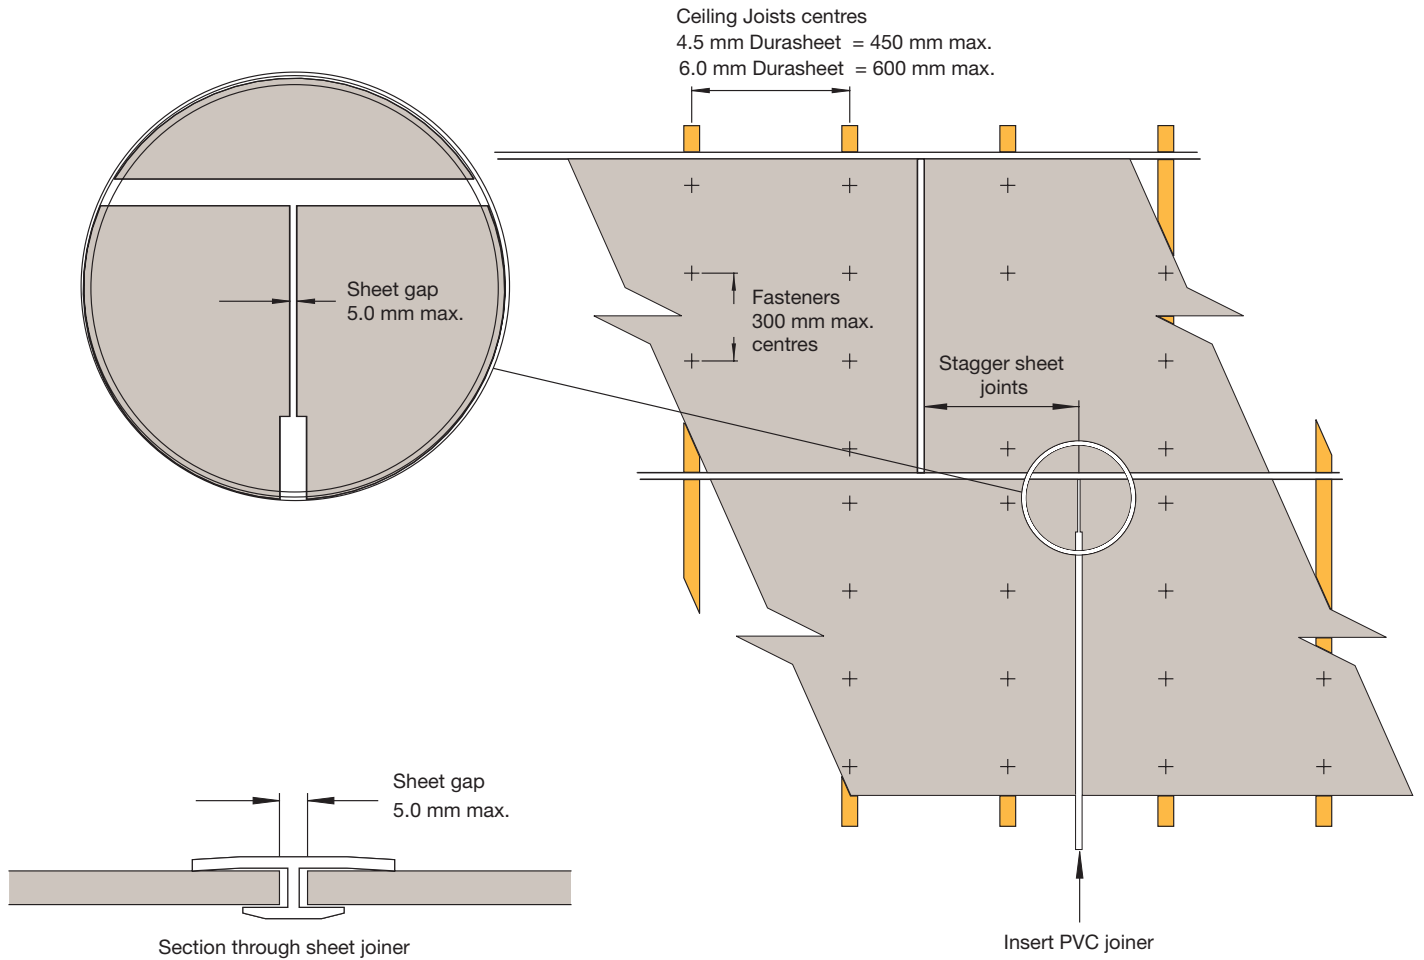 Ceiling Joists centres
4.5 mm Durasheet = 450 mm max.
6.0 mm Durasheet = 600 mm max.
Sheet gap
5.0 mm max.
Fasteners
300 mm max.
centres
Stagger sheet
joints
Sheet gap
5.0 mm max.
Section through sheet joiner
Insert PVC joiner